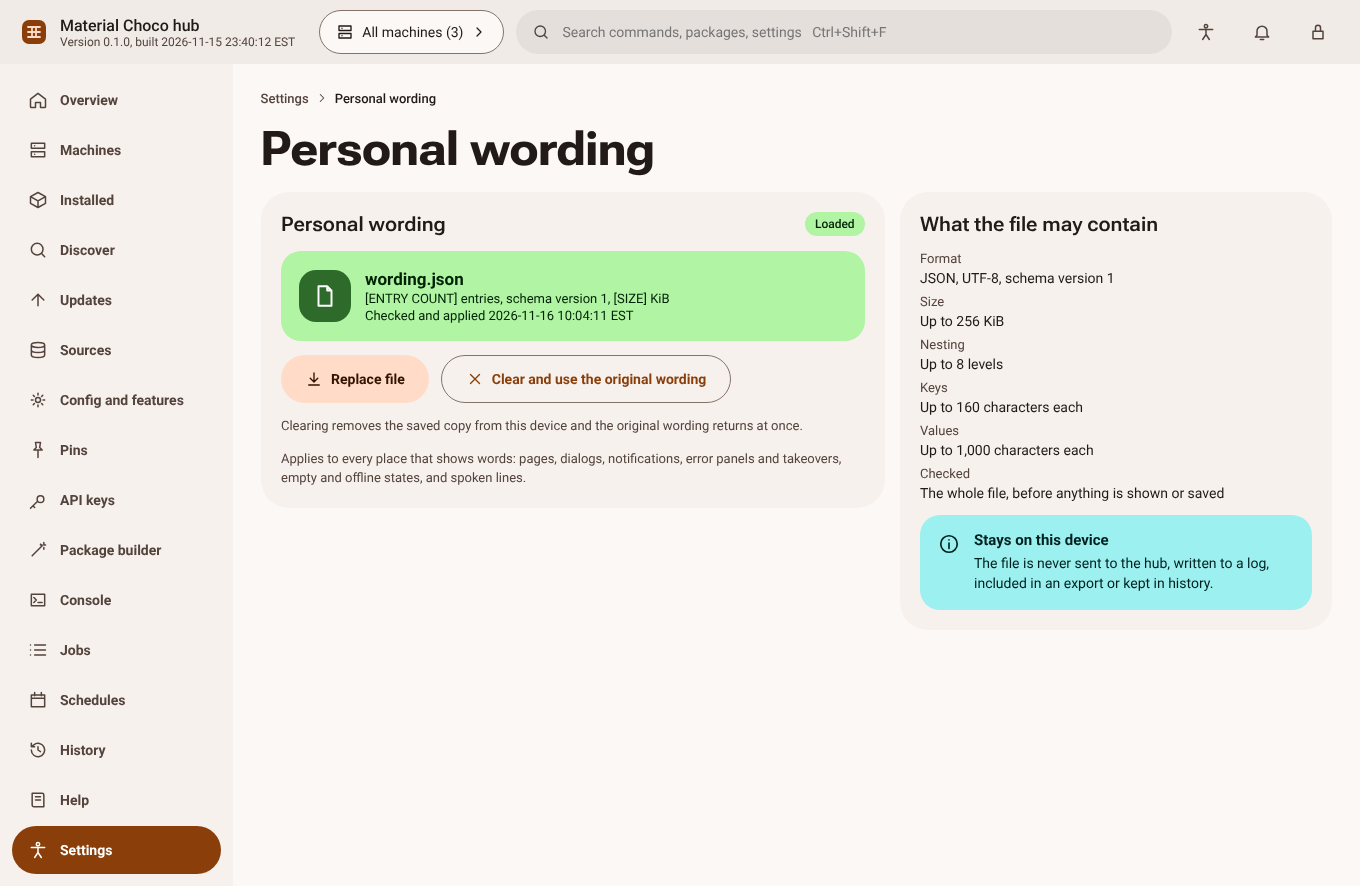 Material Choco hub
Version 0.1.0, built 2026-11-15 23:40:12 EST
All machines (3)
Search commands, packages, settings Ctrl+Shift+F
Overview
Machines
Installed
Discover
Updates
Sources
Config and features
Pins
API keys
Package builder
Console
Jobs
Schedules
History
Help
Settings
Settings
Personal wording
Personal wording
Personal wording
Loaded
wording.json
[ENTRY COUNT] entries, schema version 1, [SIZE] KiB
Checked and applied 2026-11-16 10:04:11 EST
Replace file
Clear and use the original wording
Clearing removes the saved copy from this device and the original wording returns at once.
Applies to every place that shows words: pages, dialogs, notifications, error panels and takeovers,
empty and offline states, and spoken lines.
What the file may contain
Format
JSON, UTF-8, schema version 1
Size
Up to 256 KiB
Nesting
Up to 8 levels
Keys
Up to 160 characters each
Values
Up to 1,000 characters each
Checked
The whole file, before anything is shown or saved
Stays on this device
The file is never sent to the hub, written to a log,
included in an export or kept in history.